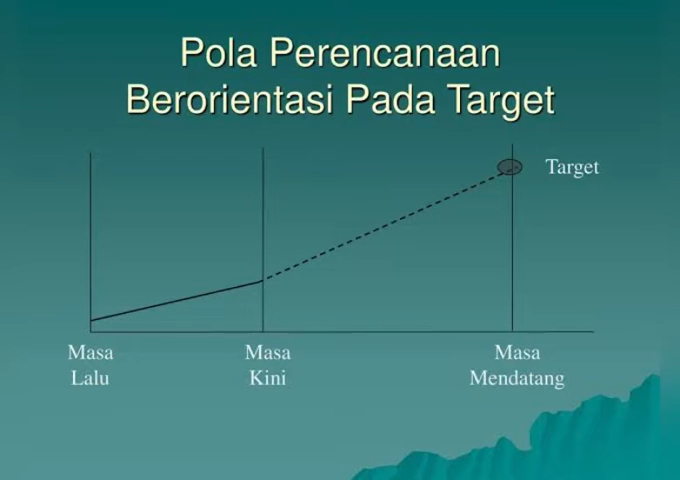 Pola Perencanaan
Berorientasi Pada Target
Target
Masa
Lalu
Masa
Kini
Masa
Mendatang